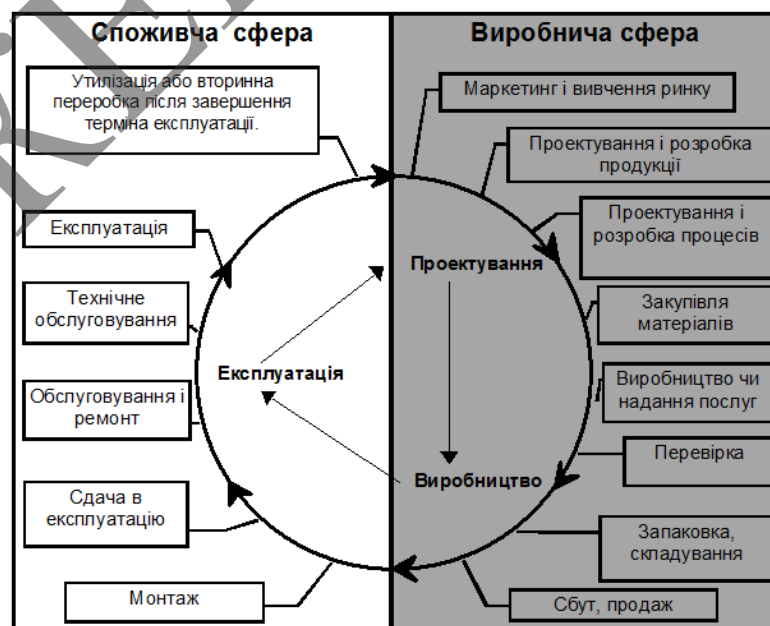 Споживча сфера
Виробнича сфера
Утилізація або вторинна
переробка після завершення
терміна експлуатації.
Маркетинг і вивчення ринку
Проектування і розробка
продукції
Проектування і
розробка процесів
Закупівля
матеріалів
Виробництво чи
надання послуг
Перевірка
Запаковка,
складування
Сбут, продаж
Монтаж
Сдача в
експлуатацію
Обслуговування і
ремонт
Технічне
обслуговування
Експлуатація
Проектування
Експлуатація
Виробництво